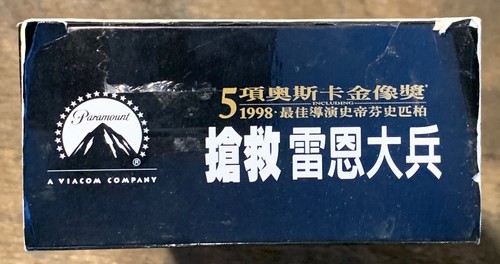 Paramount
®
A VIACOM COMPANY
5項奧斯卡金像獎
INCLUDING
1998·最佳導演史帝芬史匹柏
搶救雷恩大兵